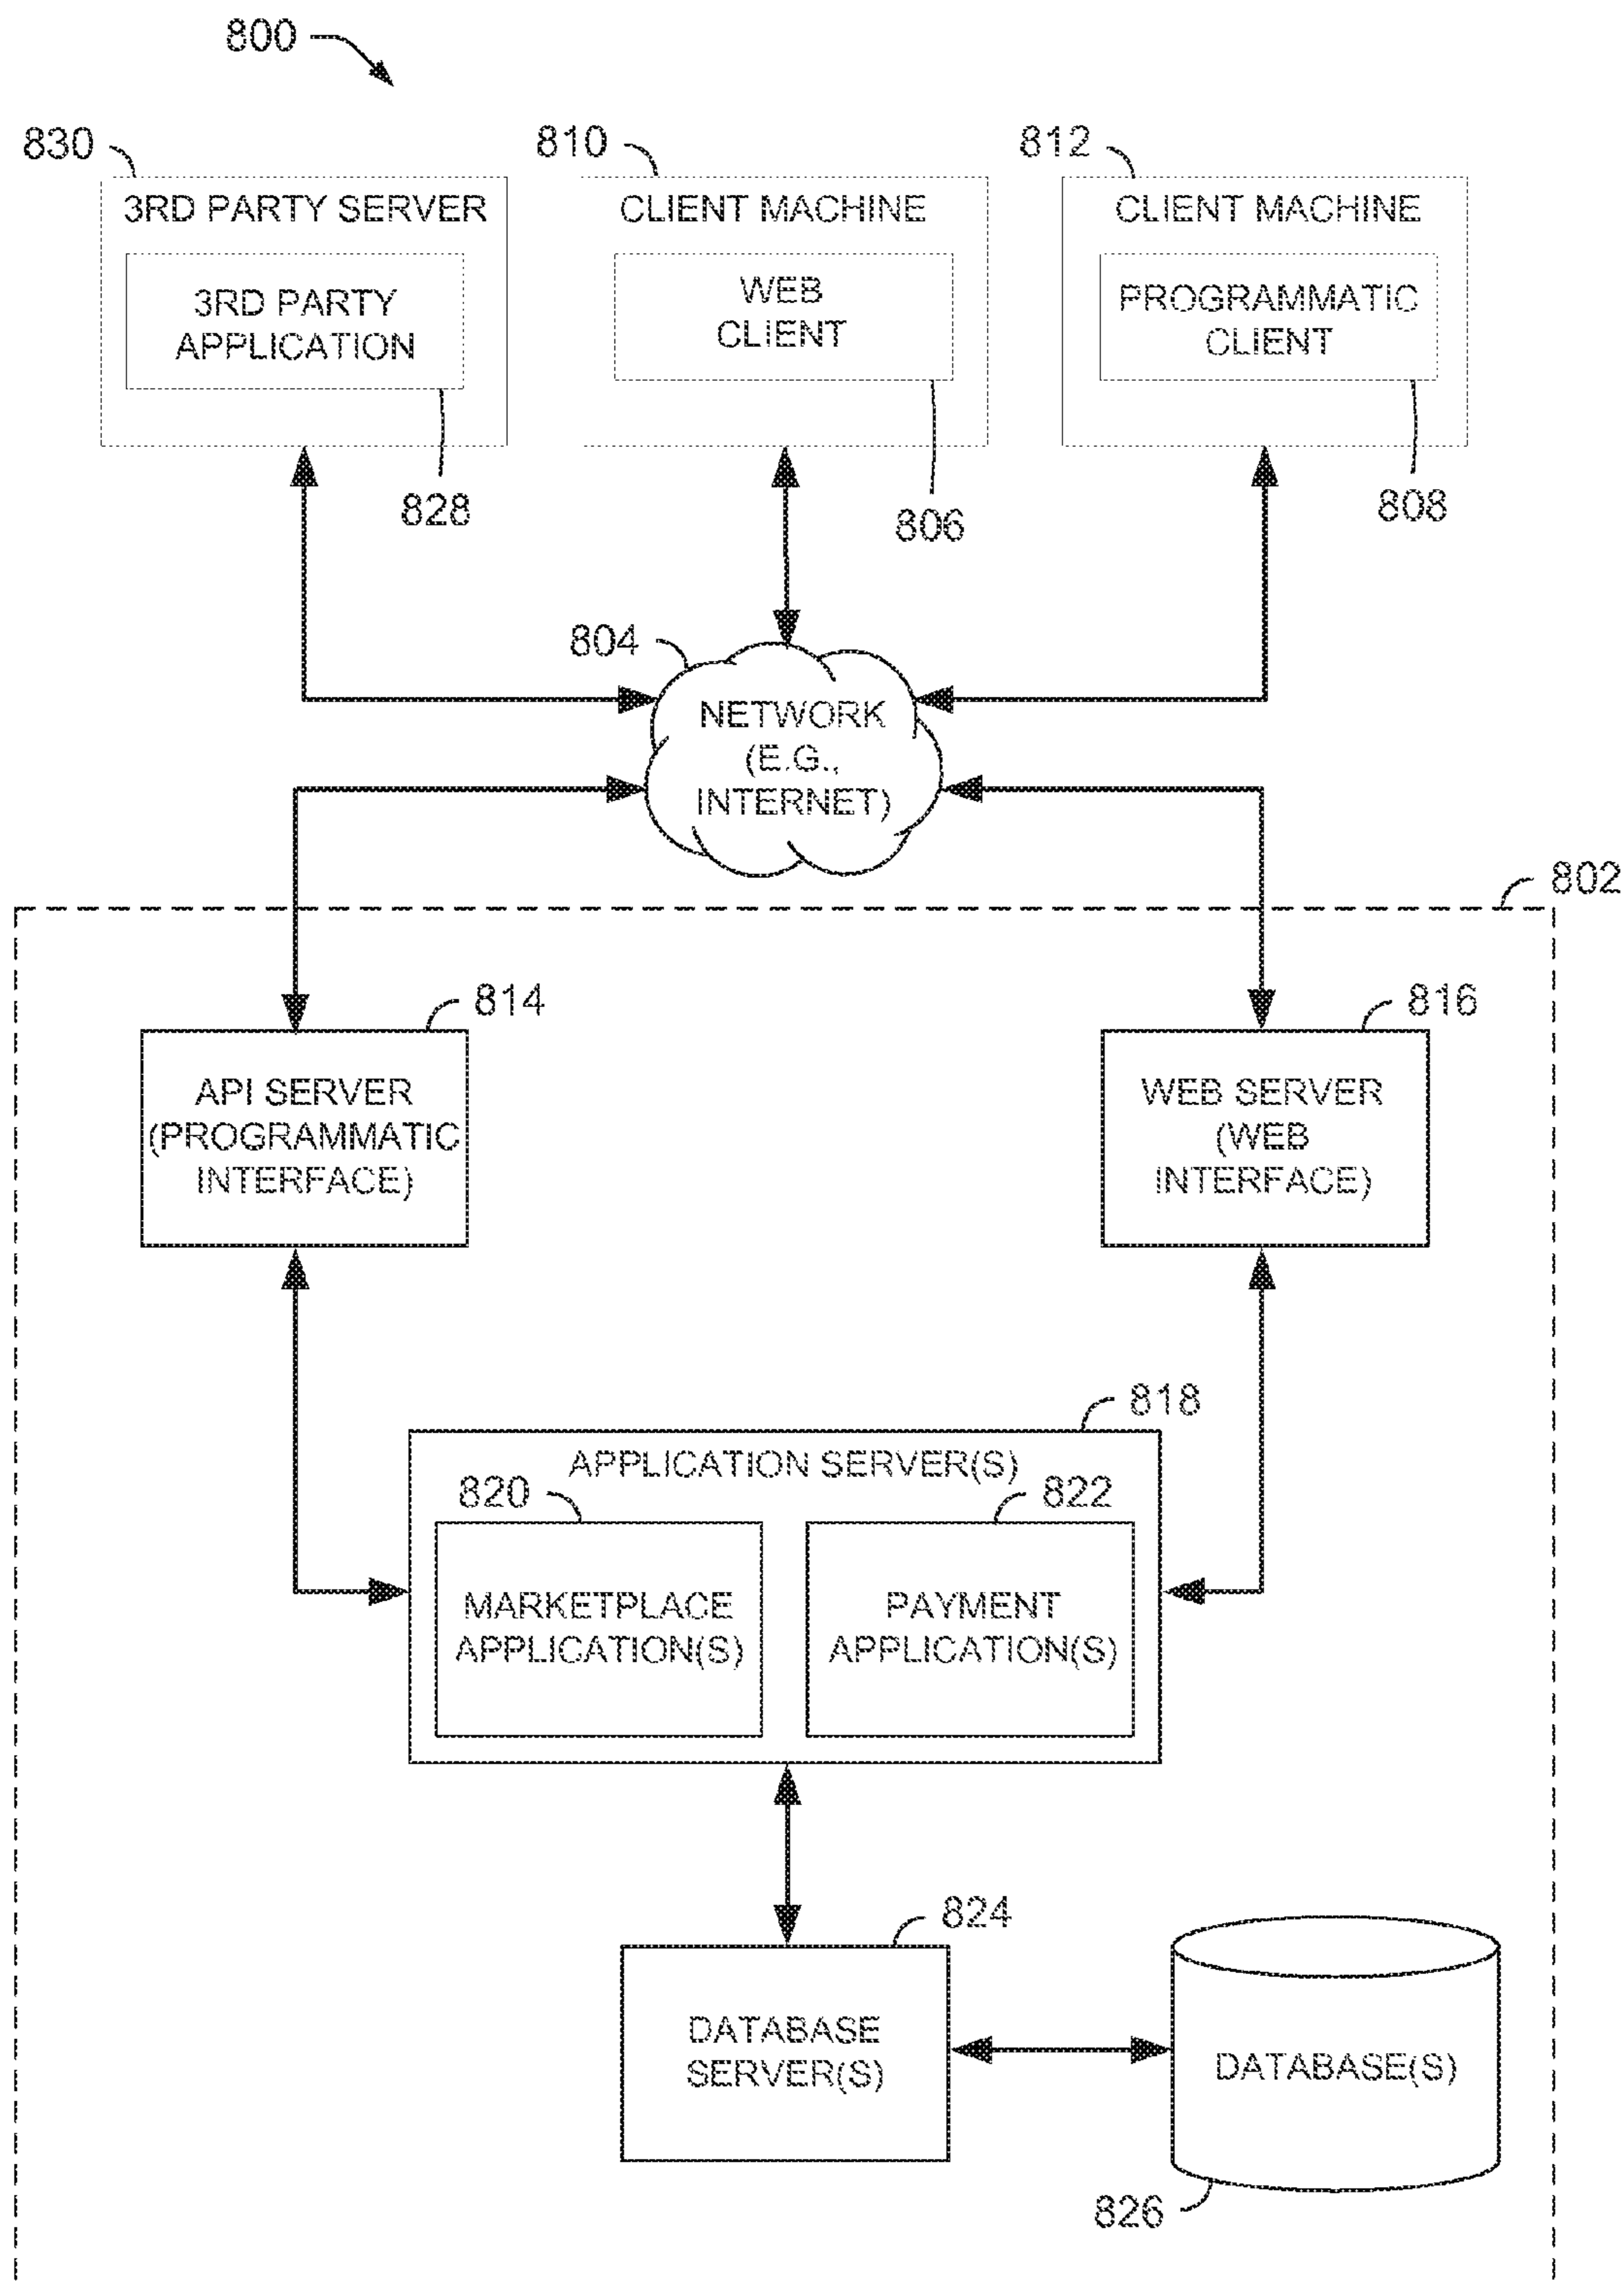 800
830
810
812
3RD PARTY SERVER
CLIENT MACHINE
CLIENT MACHINE
3RD PARTY
APPLICATION
WEB
CLIENT
PROGRAMMATIC
CLIENT
828
806
808
804
NETWORK
(E.G.,
INTERNET)
802
814
816
API SERVER
(PROGRAMMATIC
INTERFACE)
WEB SERVER
(WEB
INTERFACE)
818
APPLICATION SERVER(S)
820
822
MARKETPLACE
APPLICATION(S)
PAYMENT
APPLICATION(S)
824
DATABASE
SERVER(S)
DATABASE(S)
826